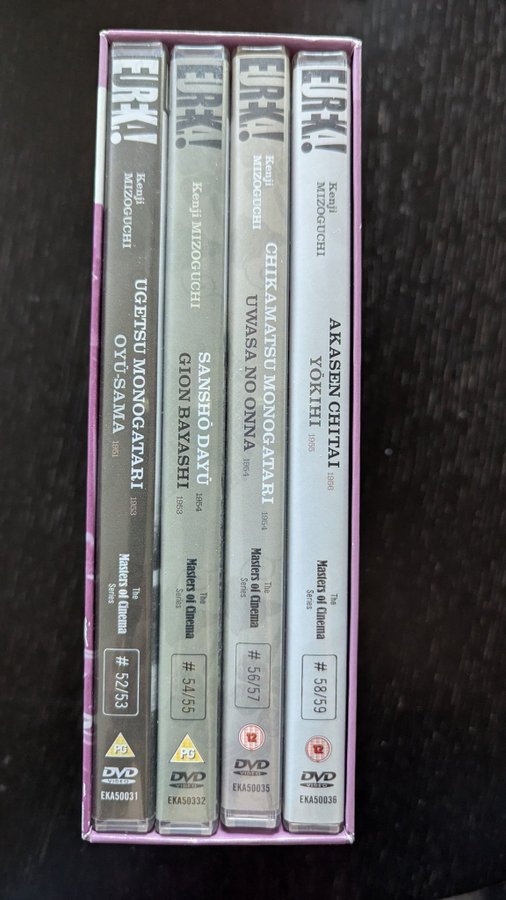 EUREKA!
Kenji
MIZOGUCHI
UGETSU MONOGATARI 1953
OYŪ-SAMA 1951
The
Masters of Cinema
Series
# 52/53
PG
DVD
VIDEO
EKA50031
EUREKA!
Kenji MIZOGUCHI
SANSHŌ DAYŪ 1954
GION BAYASHI 1953
The
Masters of Cinema
Series
# 54/55
PG
DVD
VIDEO
EKA50332
EUREKA!
Kenji
MIZOGUCHI
CHIKAMATSU MONOGATARI 1954
UWASA NO ONNA 1954
The
Masters of Cinema
Series
# 56/57
12
DVD
VIDEO
EKA50035
EUREKA!
Kenji
MIZOGUCHI
AKASEN CHITAI 1956
YŌKIHI 1955
The
Masters of Cinema
Series
# 58/59
12
DVD
VIDEO
EKA50036